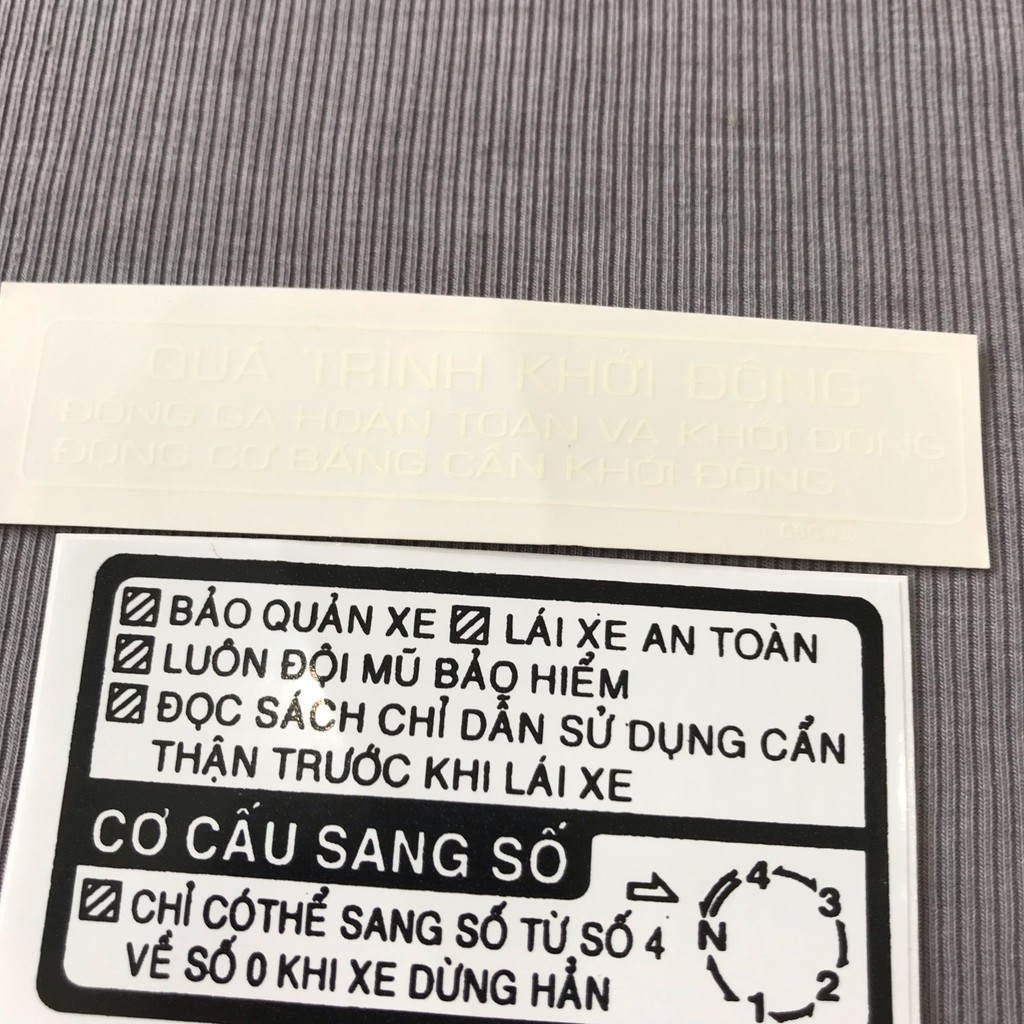 QUÁ TRÌNH KHỞI ĐỘNG
ĐÓNG GA HOÀN TOÀN VÀ KHỞI ĐỘNG
ĐỘNG CƠ BẰNG CẦN KHỞI ĐỘNG
BẢO QUẢN XE LÁI XE AN TOÀN
LUÔN ĐỘI MŨ BẢO HIỂM
ĐỌC SÁCH CHỈ DẪN SỬ DỤNG CẨN
THẬN TRƯỚC KHI LÁI XE
CƠ CẤU SANG SỐ
CHỈ CÓTHỂ SANG SỐ TỪ SỐ 4
VỀ SỐ 0 KHI XE DỪNG HẲN
N 4 3 2 1